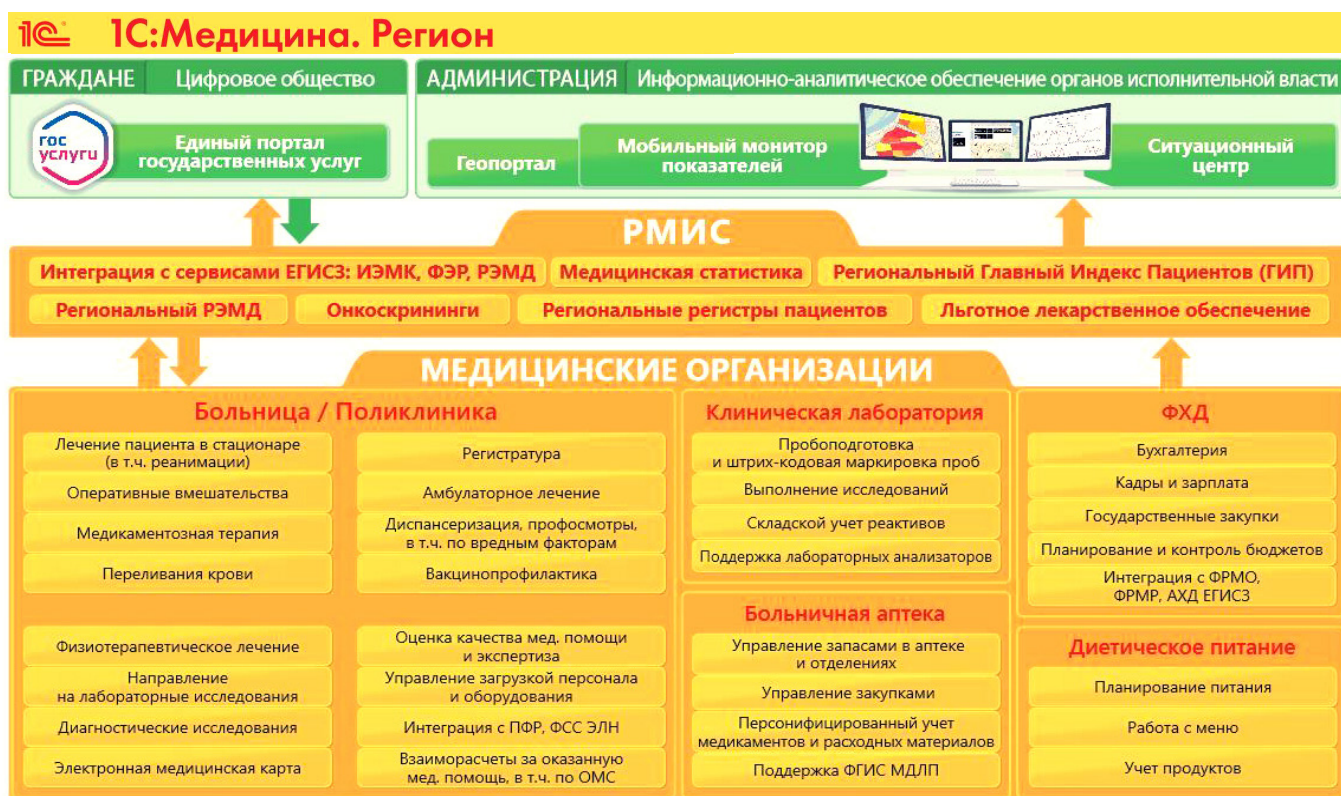 1С 1С:Медицина. Регион
ГРАЖДАНЕ Цифровое общество
гос
услуги
Единый портал
государственных услуг
АДМИНИСТРАЦИЯ Информационно-аналитическое обеспечение органов исполнительной власти
Геопортал
Мобильный монитор
показателей
Ситуационный
центр
РМИС
Интеграция с сервисами ЕГИСЗ: ИЭМК, ФЭР, РЭМД
Медицинская статистика
Региональный Главный Индекс Пациентов (ГИП)
Региональный РЭМД
Онкоскрининги
Региональные регистры пациентов
Льготное лекарственное обеспечение
МЕДИЦИНСКИЕ ОРГАНИЗАЦИИ
Больница / Поликлиника
Лечение пациента в стационаре
(в т.ч. реанимации)
Оперативные вмешательства
Медикаментозная терапия
Переливания крови
Физиотерапевтическое лечение
Направление
на лабораторные исследования
Диагностические исследования
Электронная медицинская карта
Регистратура
Амбулаторное лечение
Диспансеризация, профосмотры,
в т.ч. по вредным факторам
Вакцинопрофилактика
Оценка качества мед. помощи
и экспертиза
Управление загрузкой персонала
и оборудования
Интеграция с ПФР, ФСС ЭЛН
Взаиморасчеты за оказанную
мед. помощь, в т.ч. по ОМС
Клиническая лаборатория
Пробоподготовка
и штрих-кодовая маркировка проб
Выполнение исследований
Складской учет реактивов
Поддержка лабораторных анализаторов
Больничная аптека
Управление запасами в аптеке
и отделениях
Управление закупками
Персонифицированный учет
медикаментов и расходных материалов
Поддержка ФГИС МДЛП
ФХД
Бухгалтерия
Кадры и зарплата
Государственные закупки
Планирование и контроль бюджетов
Интеграция с ФРМО,
ФРМР, АХД ЕГИСЗ
Диетическое питание
Планирование питания
Работа с меню
Учет продуктов